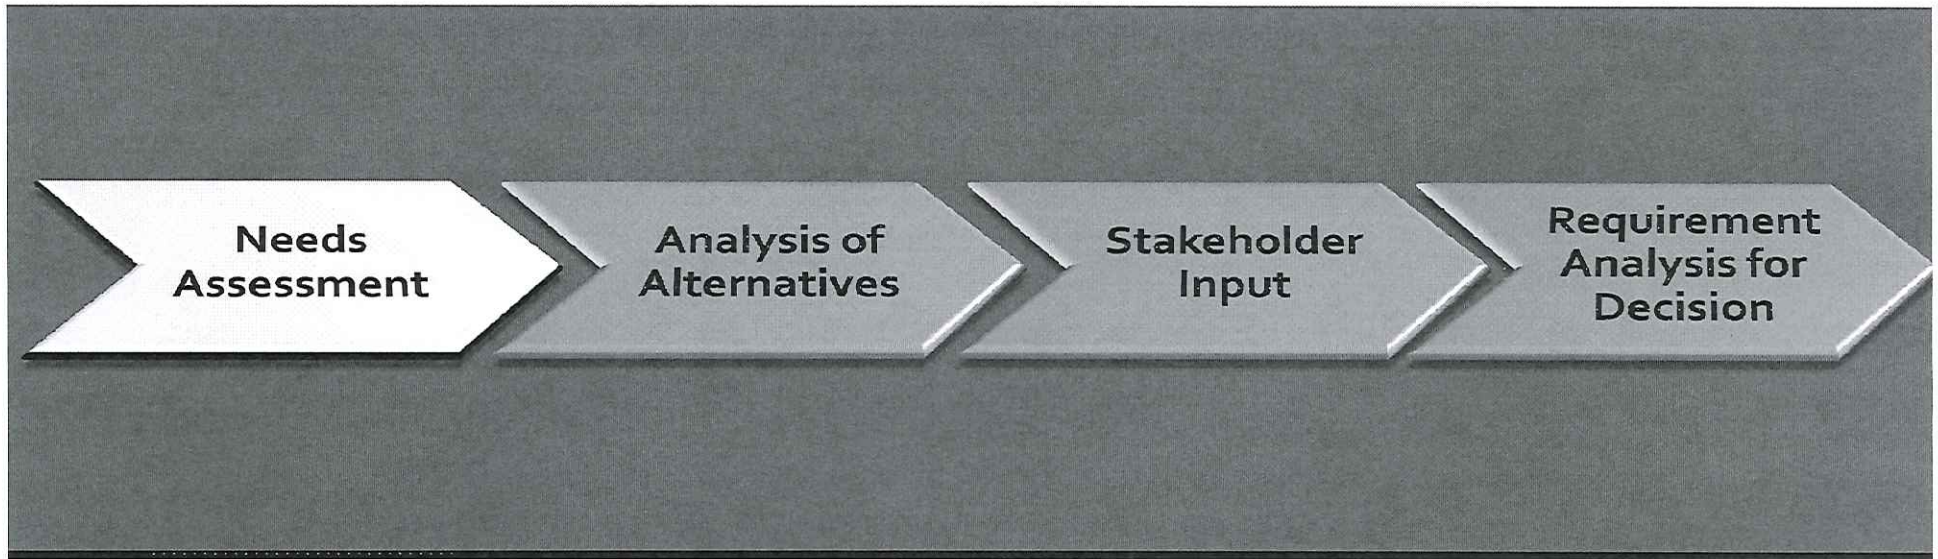 Needs
Assessment
Analysis of
Alternatives
Stakeholder
Input
Requirement
Analysis for
Decision